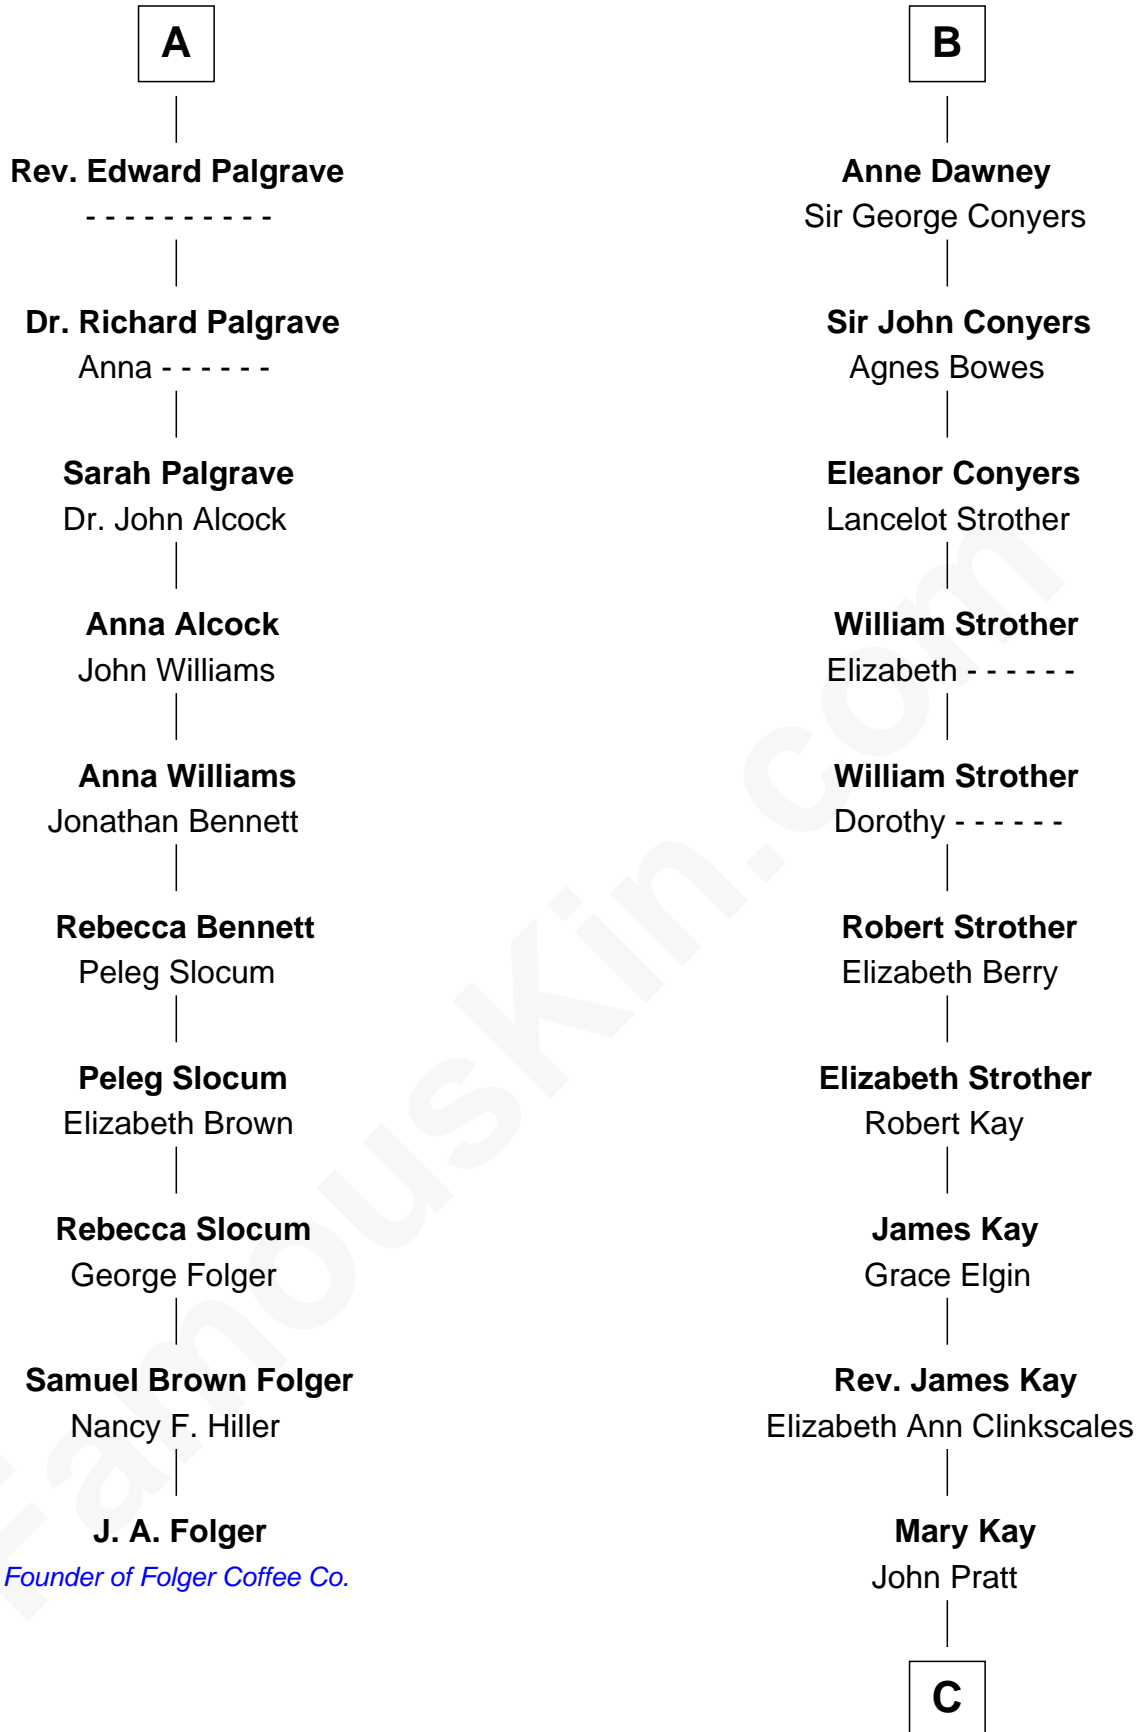 A
Rev. Edward Palgrave
- - - - - - - - - -
Dr. Richard Palgrave
Anna - - - - - -
Sarah Palgrave
Dr. John Alcock
Anna Alcock
John Williams
Anna Williams
Jonathan Bennett
Rebecca Bennett
Peleg Slocum
Peleg Slocum
Elizabeth Brown
Rebecca Slocum
George Folger
Samuel Brown Folger
Nancy F. Hiller
J. A. Folger
Founder of Folger Coffee Co.
B
Anne Dawney
Sir George Conyers
Sir John Conyers
Agnes Bowes
Eleanor Conyers
Lancelot Strother
William Strother
Elizabeth - - - - - -
William Strother
Dorothy - - - - - -
Robert Strother
Elizabeth Berry
Elizabeth Strother
Robert Kay
James Kay
Grace Elgin
Rev. James Kay
Elizabeth Ann Clinkscales
Mary Kay
John Pratt
C
FamousKin.com